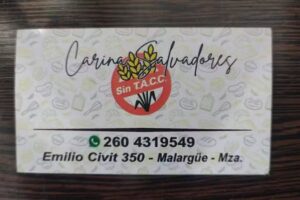 Carina Salvadores
Sin T.A.C.C.
260 4319549
Emilio Civit 350 - Malargüe - Mza.